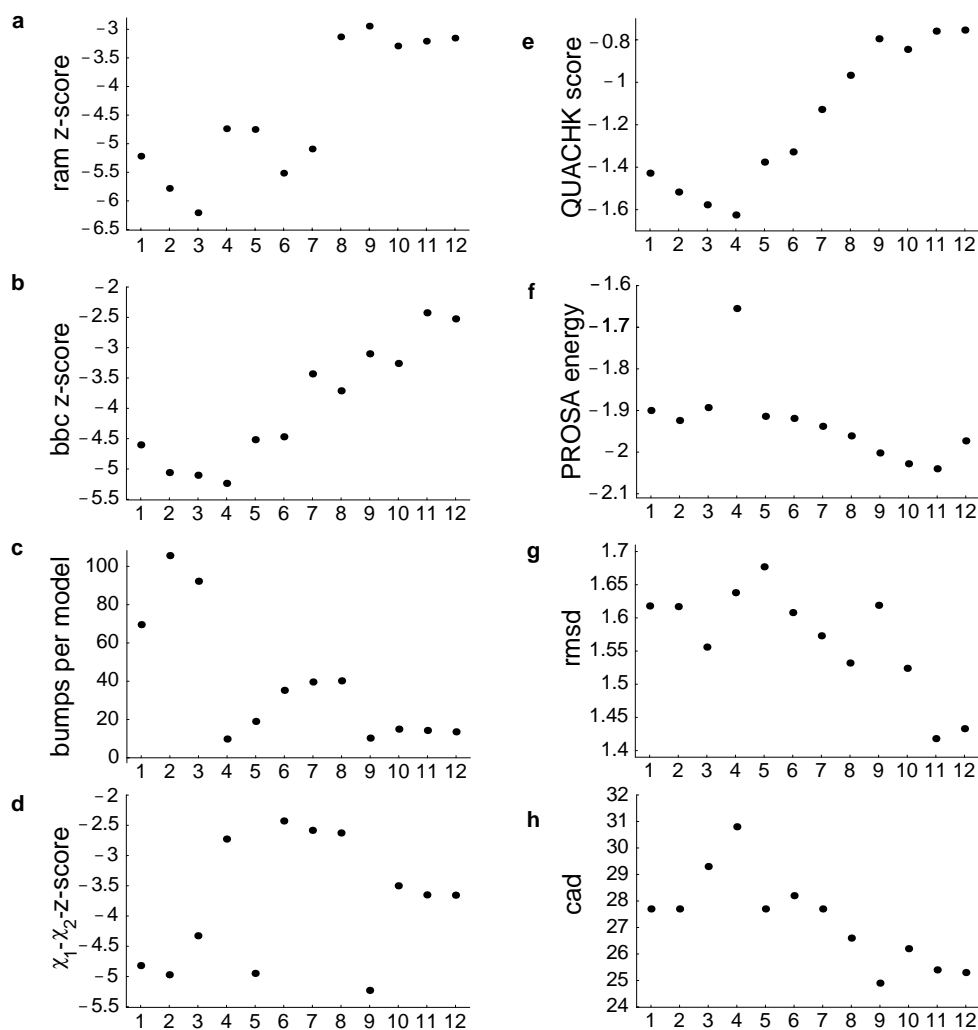 a
ram z-score
−3
−3.5
−4
−4.5
−5
−5.5
−6
−6.5
1 2 3 4 5 6 7 8 9 10 11 12
b
bbc z-score
−2
−2.5
−3
−3.5
−4
−4.5
−5
−5.5
1 2 3 4 5 6 7 8 9 10 11 12
c
bumps per model
100
80
60
40
20
0
1 2 3 4 5 6 7 8 9 10 11 12
d
χ1-χ2-z-score
−2
−2.5
−3
−3.5
−4
−4.5
−5
−5.5
1 2 3 4 5 6 7 8 9 10 11 12
e
QUACHK score
−0.8
−1
−1.2
−1.4
−1.6
1 2 3 4 5 6 7 8 9 10 11 12
f
PROSA energy
−1.6
−1.7
−1.8
−1.9
−2
−2.1
1 2 3 4 5 6 7 8 9 10 11 12
g
rmsd
1.7
1.65
1.6
1.55
1.5
1.45
1.4
1 2 3 4 5 6 7 8 9 10 11 12
h
cad
32
31
30
29
28
27
26
25
24
1 2 3 4 5 6 7 8 9 10 11 12